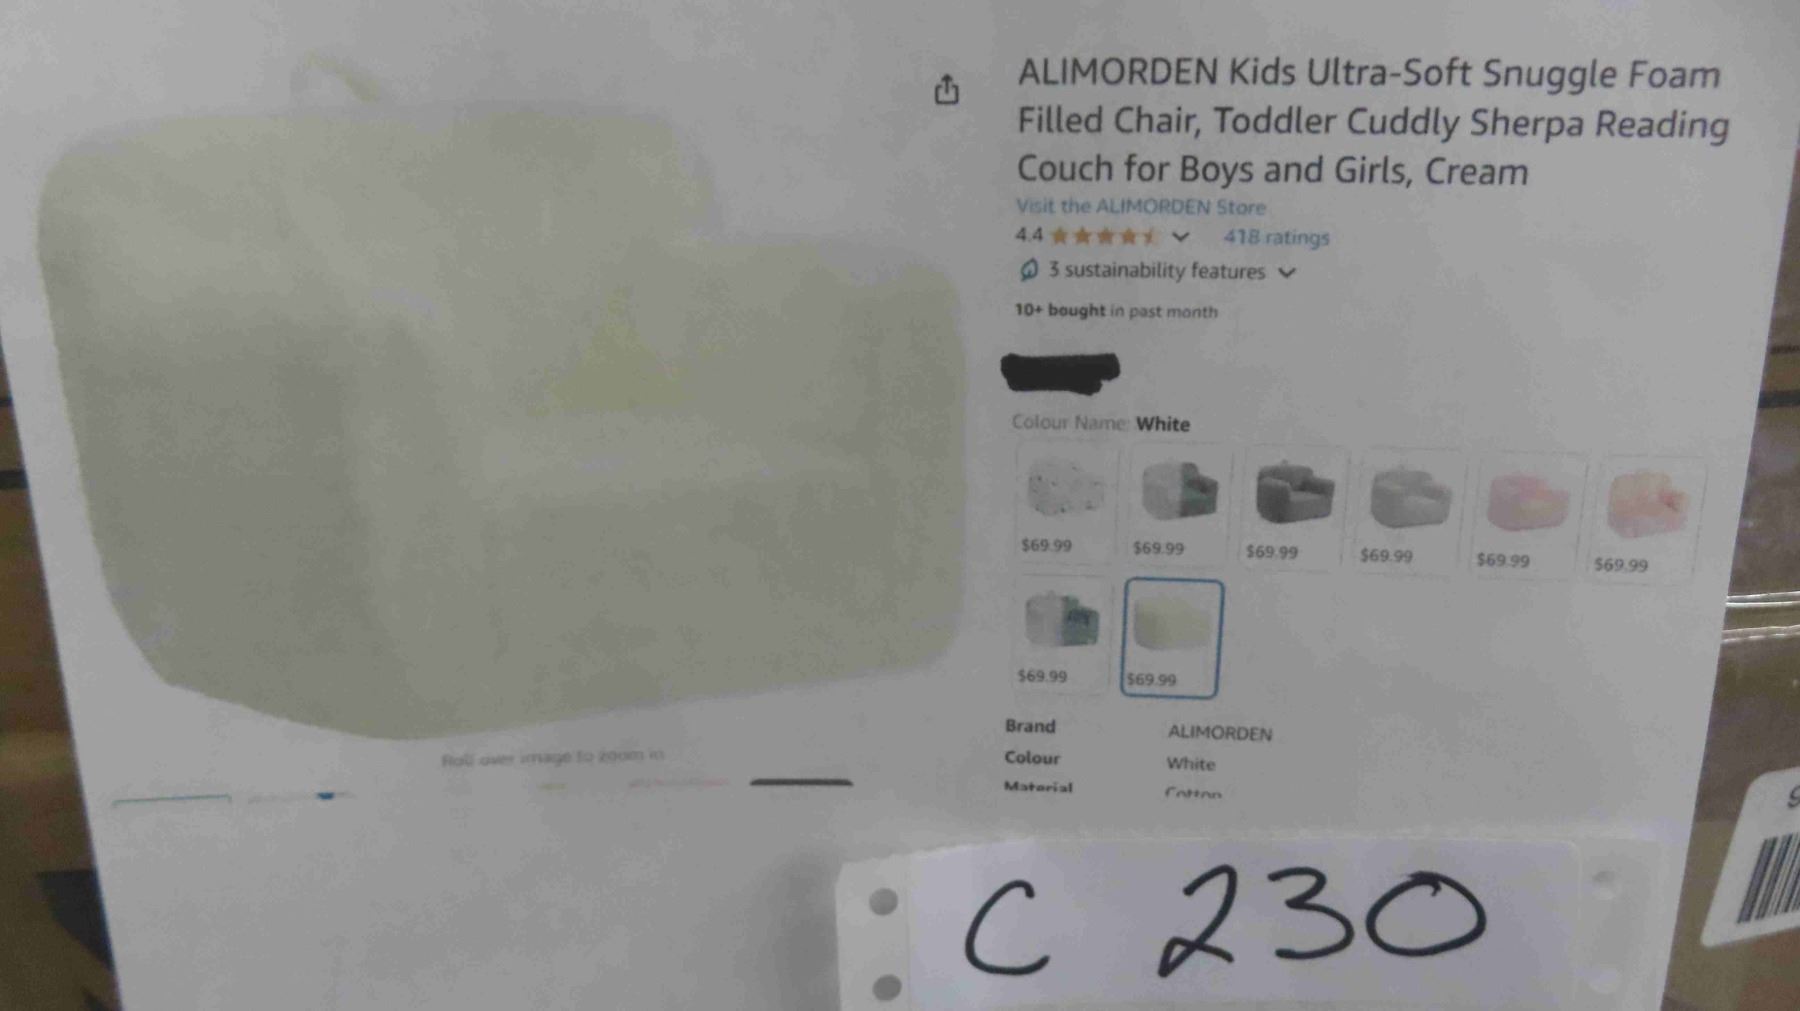 ALIMORDEN Kids Ultra-Soft Snuggle Foam
Filled Chair, Toddler Cuddly Sherpa Reading
Couch for Boys and Girls, Cream
Visit the ALIMORDEN Store
4.4 418 ratings
3 sustainability features
10+ bought in past month
Colour Name: White
$69.99 $69.99 $69.99 $69.99 $69.99 $69.99
$69.99 $69.99
Brand ALIMORDEN
Colour White
Material Cotton
Roll over image to zoom in
C 230